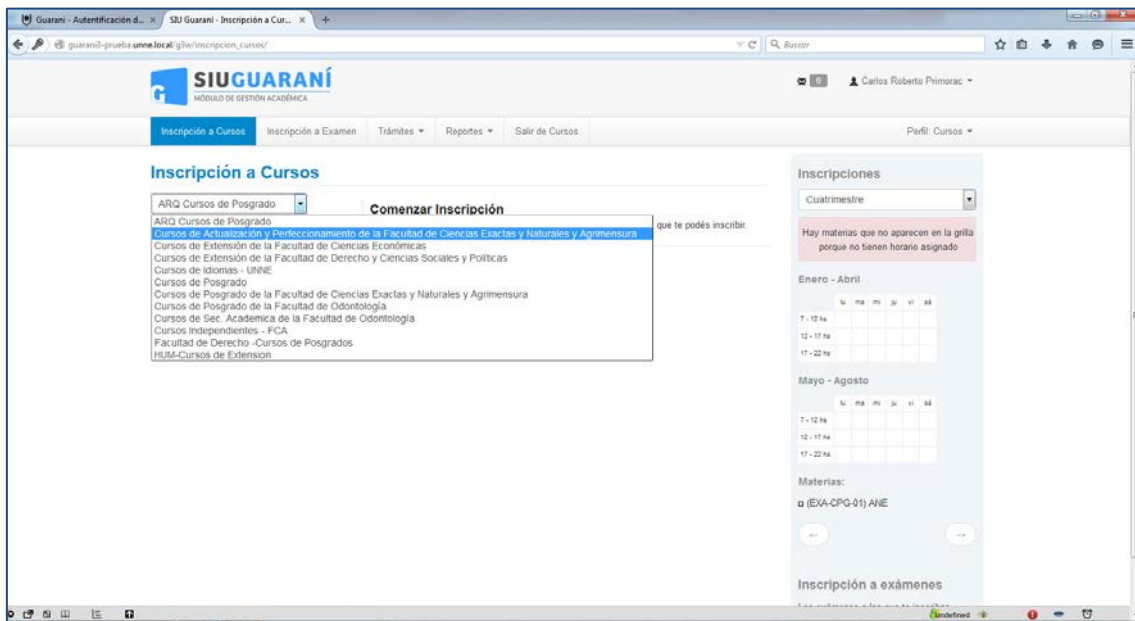 Guarani - Autentificación d... ×
SIU Guaraní - Inscripción a Cur... ×
+
guarani3-prueba.unne.local/g3w/inscripcion_cursos/
Buscar
SIUGUARANÍ
MÓDULO DE GESTIÓN ACADÉMICA
0
Carlos Roberto Primorac
Inscripción a Cursos
Inscripción a Examen
Trámites
Reportes
Salir de Cursos
Perfil: Cursos
Inscripción a Cursos
ARQ Cursos de Posgrado
Comenzar Inscripción
que te podés inscribir.
ARQ Cursos de Posgrado
Cursos de Actualización y Perfeccionamiento de la Facultad de Ciencias Exactas y Naturales y Agrimensura
Cursos de Extensión de la Facultad de Ciencias Económicas
Cursos de Extensión de la Facultad de Derecho y Ciencias Sociales y Políticas
Cursos de Idiomas - UNNE
Cursos de Posgrado
Cursos de Posgrado de la Facultad de Ciencias Exactas y Naturales y Agrimensura
Cursos de Posgrado de la Facultad de Odontología
Cursos de Sec. Academica de la Facultad de Odontología
Cursos Independientes - FCA
Facultad de Derecho -Cursos de Posgrados
HUM-Cursos de Extension
Inscripciones
Cuatrimestre
Hay materias que no aparecen en la grilla
porque no tienen horario asignado
Enero - Abril
lu ma mi ju vi sá
7 - 12 hs
12 - 17 hs
17 - 22 hs
Mayo - Agosto
lu ma mi ju vi sá
7 - 12 hs
12 - 17 hs
17 - 22 hs
Materias:
(EXA-CPG-01) ANE
Inscripción a exámenes
undefined